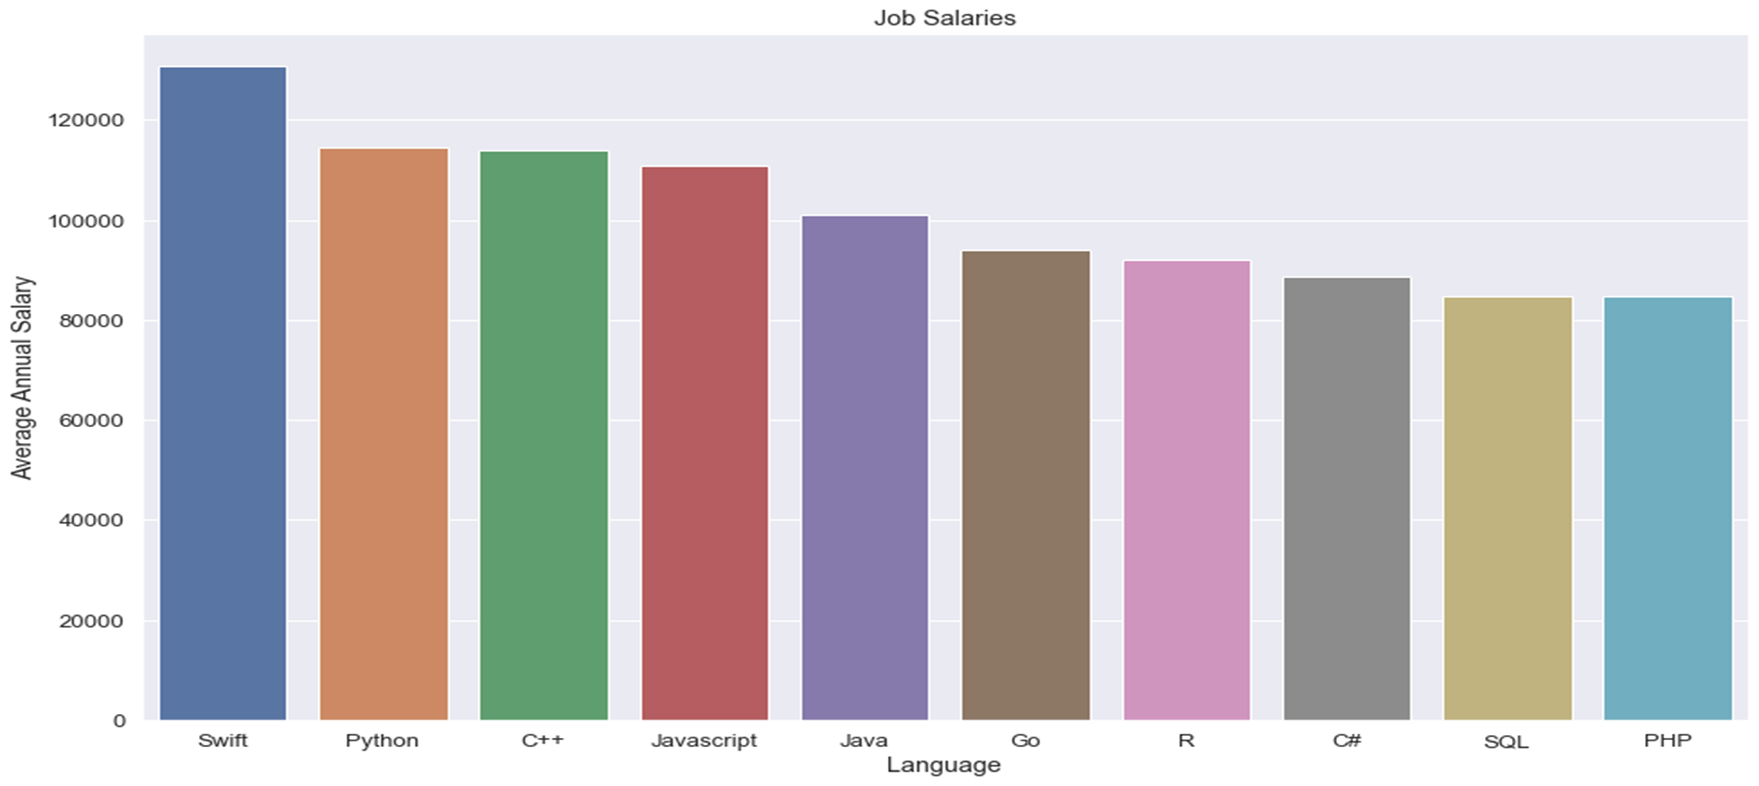 Job Salaries
Average Annual Salary
120000
100000
80000
60000
40000
20000
0
Swift Python C++ Javascript Java Go R C# SQL PHP
Language